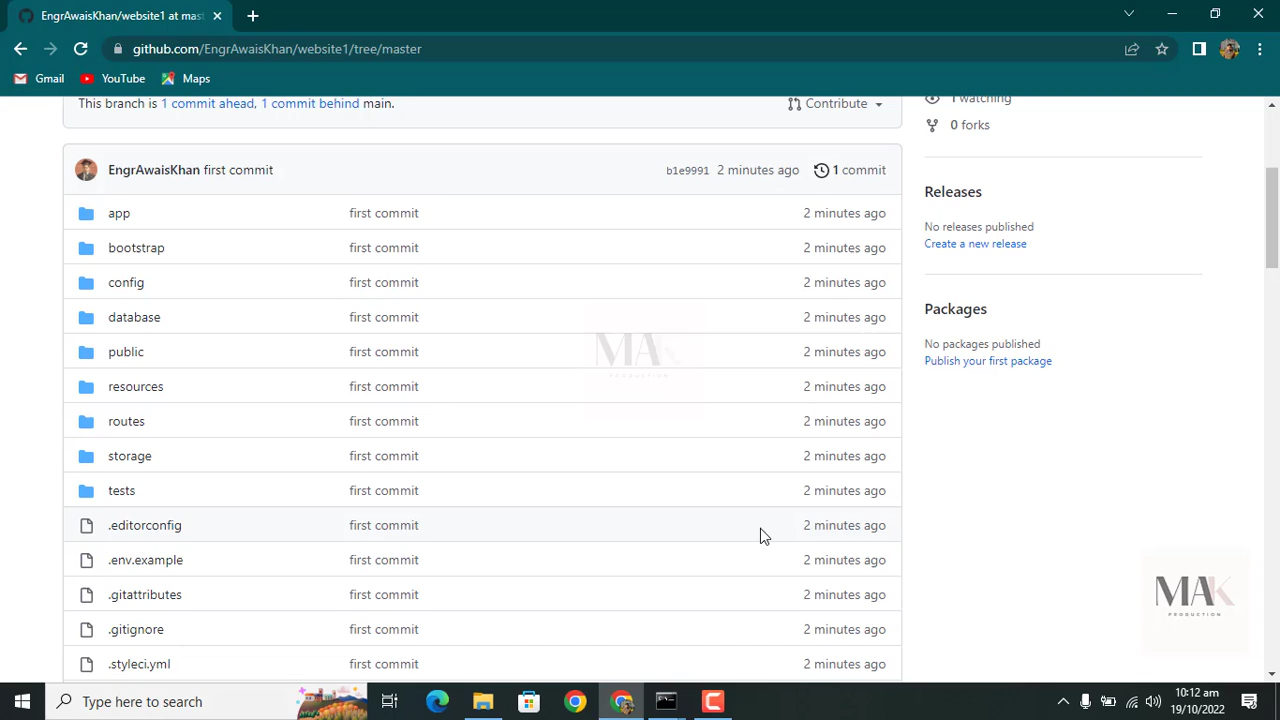 EngrAwaisKhan/website1 at mast
github.com/EngrAwaisKhan/website1/tree/master
Gmail YouTube Maps
This branch is 1 commit ahead, 1 commit behind main.
Contribute
1 watching
0 forks
EngrAwaisKhan first commit b1e9991 2 minutes ago 1 commit
Releases
No releases published
Create a new release
Packages
No packages published
Publish your first package
app first commit 2 minutes ago
bootstrap first commit 2 minutes ago
config first commit 2 minutes ago
database first commit 2 minutes ago
public first commit 2 minutes ago
resources first commit 2 minutes ago
routes first commit 2 minutes ago
storage first commit 2 minutes ago
tests first commit 2 minutes ago
.editorconfig first commit 2 minutes ago
.env.example first commit 2 minutes ago
.gitattributes first commit 2 minutes ago
.gitignore first commit 2 minutes ago
.styleci.yml first commit 2 minutes ago
MAK
PRODUCTION
MAK
PRODUCTION
Type here to search
10:12 am
19/10/2022